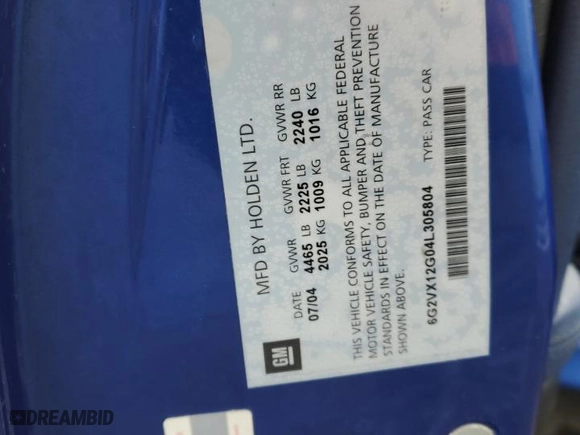 MFD BY HOLDEN LTD.
DATE GVWR GVWR FRT GVWR RR
07/04 4465 LB 2225 LB 2240 LB
2025 KG 1009 KG 1016 KG
THIS VEHICLE CONFORMS TO ALL APPLICABLE FEDERAL
MOTOR VEHICLE SAFETY, BUMPER AND THEFT PREVENTION
STANDARDS IN EFFECT ON THE DATE OF MANUFACTURE
SHOWN ABOVE.
6G2VX12G04L305804 TYPE: PASS CAR
GM
DREAMBID